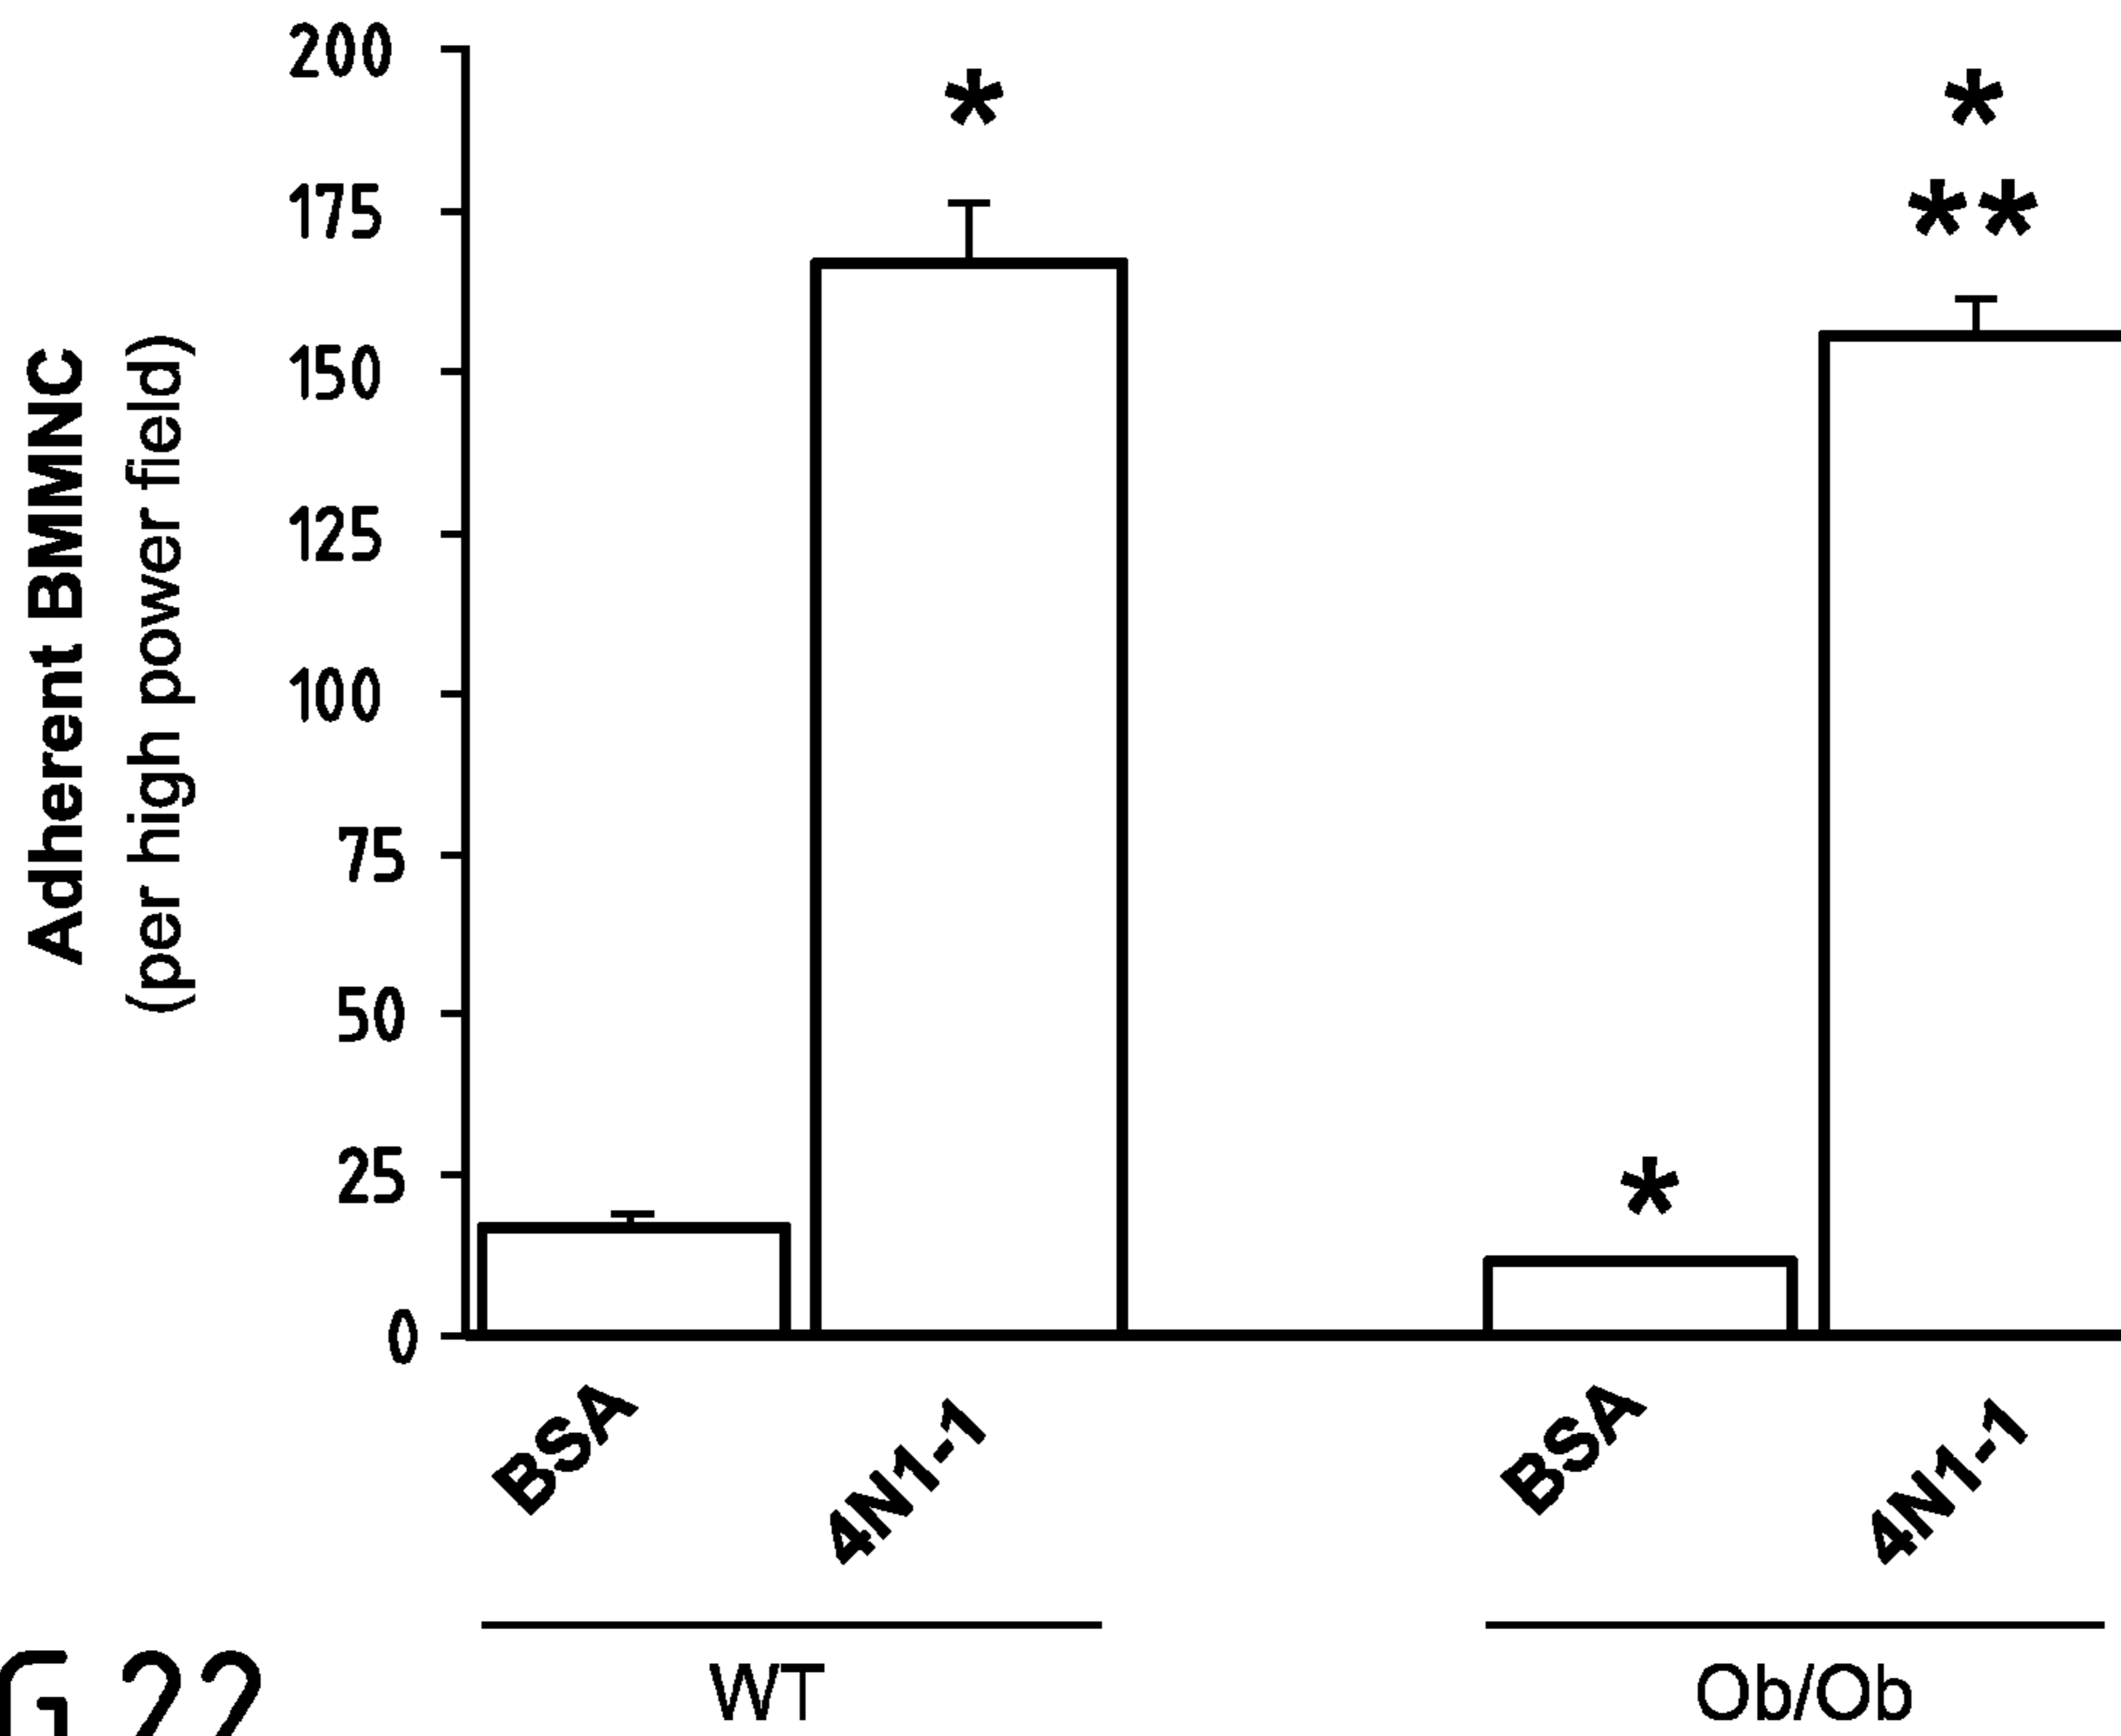 Adherent BMMNC
(per high power field)
200
175
150
125
100
75
50
25
0
*
*
**
*
BSA
4N1-1
BSA
4N1-1
WT
Ob/Ob
G 22